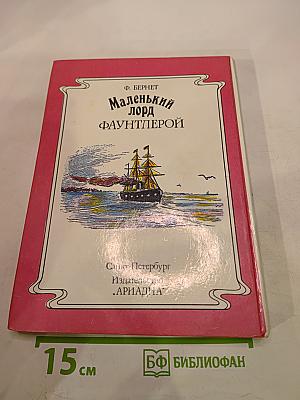 Ф. БЕРНЕТ
Маленький
лорд
ФАУНТЛЕРОЙ
Санкт-Петербург
Издательство
„АРИАДНА"
15 см
БФ БИБЛИОФАН